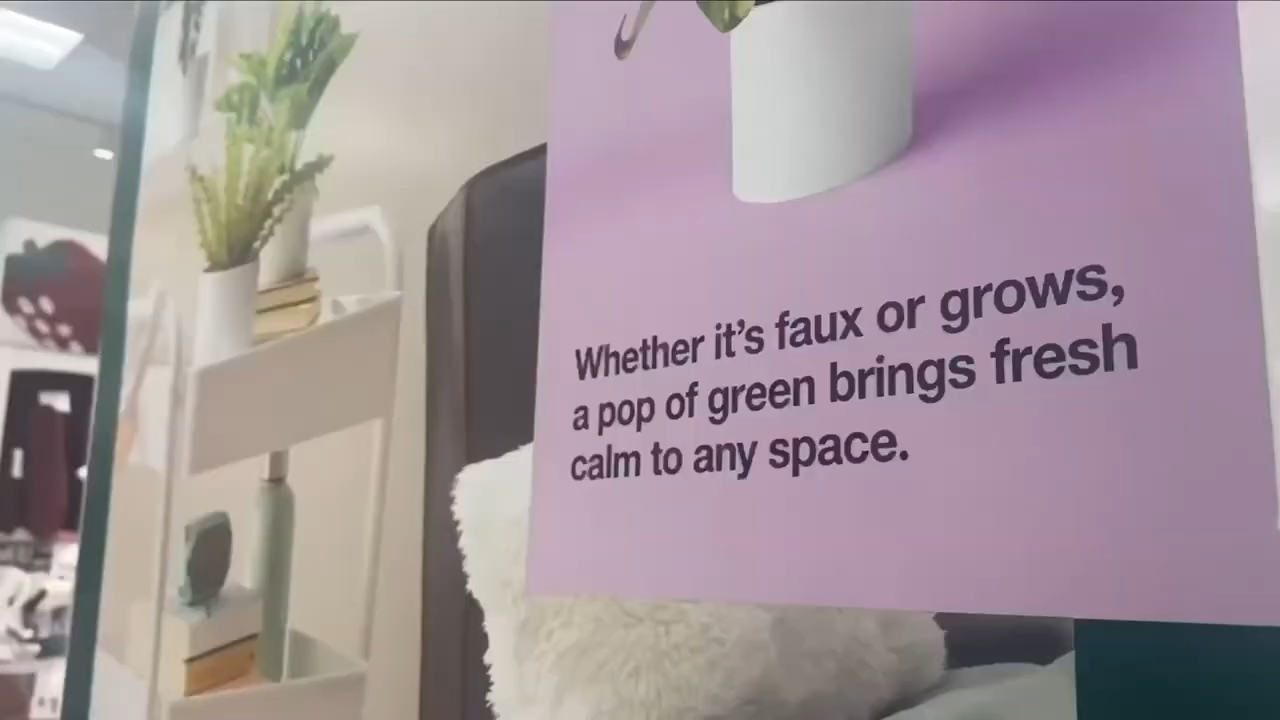 Whether it's faux or grows,
a pop of green brings fresh
calm to any space.